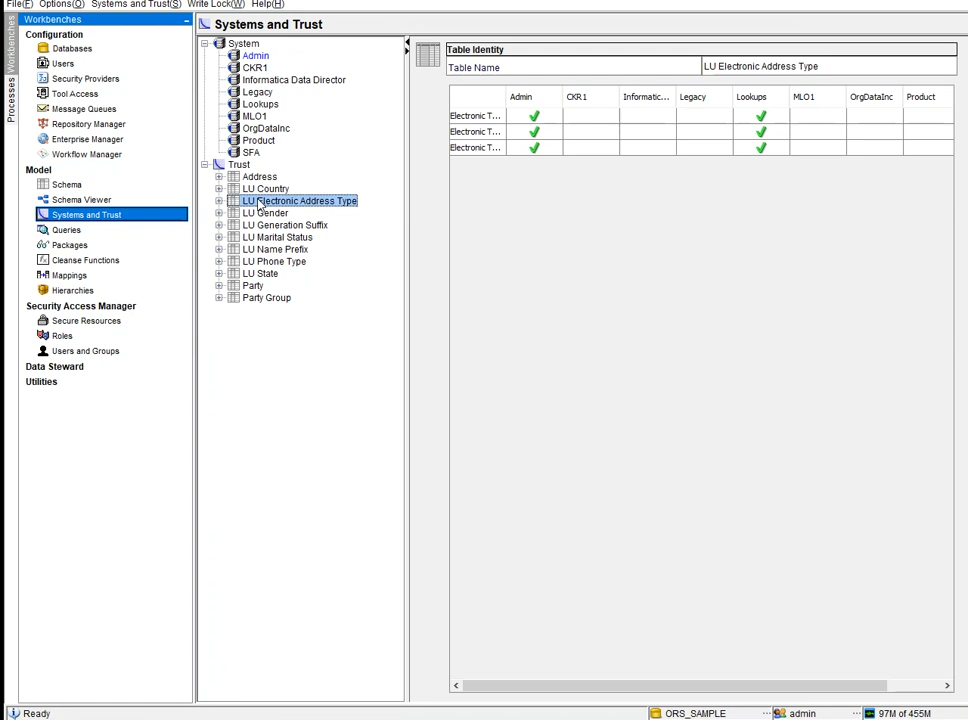 File(F) Options(O) Systems and Trust(S) Write Lock(W) Help(H)
Workbenches
Processes
Workbenches
Configuration
Databases
Users
Security Providers
Tool Access
Message Queues
Repository Manager
Enterprise Manager
Workflow Manager
Model
Schema
Schema Viewer
Systems and Trust
Queries
Packages
Cleanse Functions
Mappings
Hierarchies
Security Access Manager
Secure Resources
Roles
Users and Groups
Data Steward
Utilities
Systems and Trust
System
Admin
CKR1
Informatica Data Director
Legacy
Lookups
MLO1
OrgDataInc
Product
SFA
Trust
Address
LU Country
LU Electronic Address Type
LU Gender
LU Generation Suffix
LU Marital Status
LU Name Prefix
LU Phone Type
LU State
Party
Party Group
Table Identity
Table Name LU Electronic Address Type
Admin CKR1 Informatic... Legacy Lookups MLO1 OrgDataInc Product
Electronic T...
Electronic T...
Electronic T...
Ready ORS_SAMPLE ... admin ... 97M of 455M